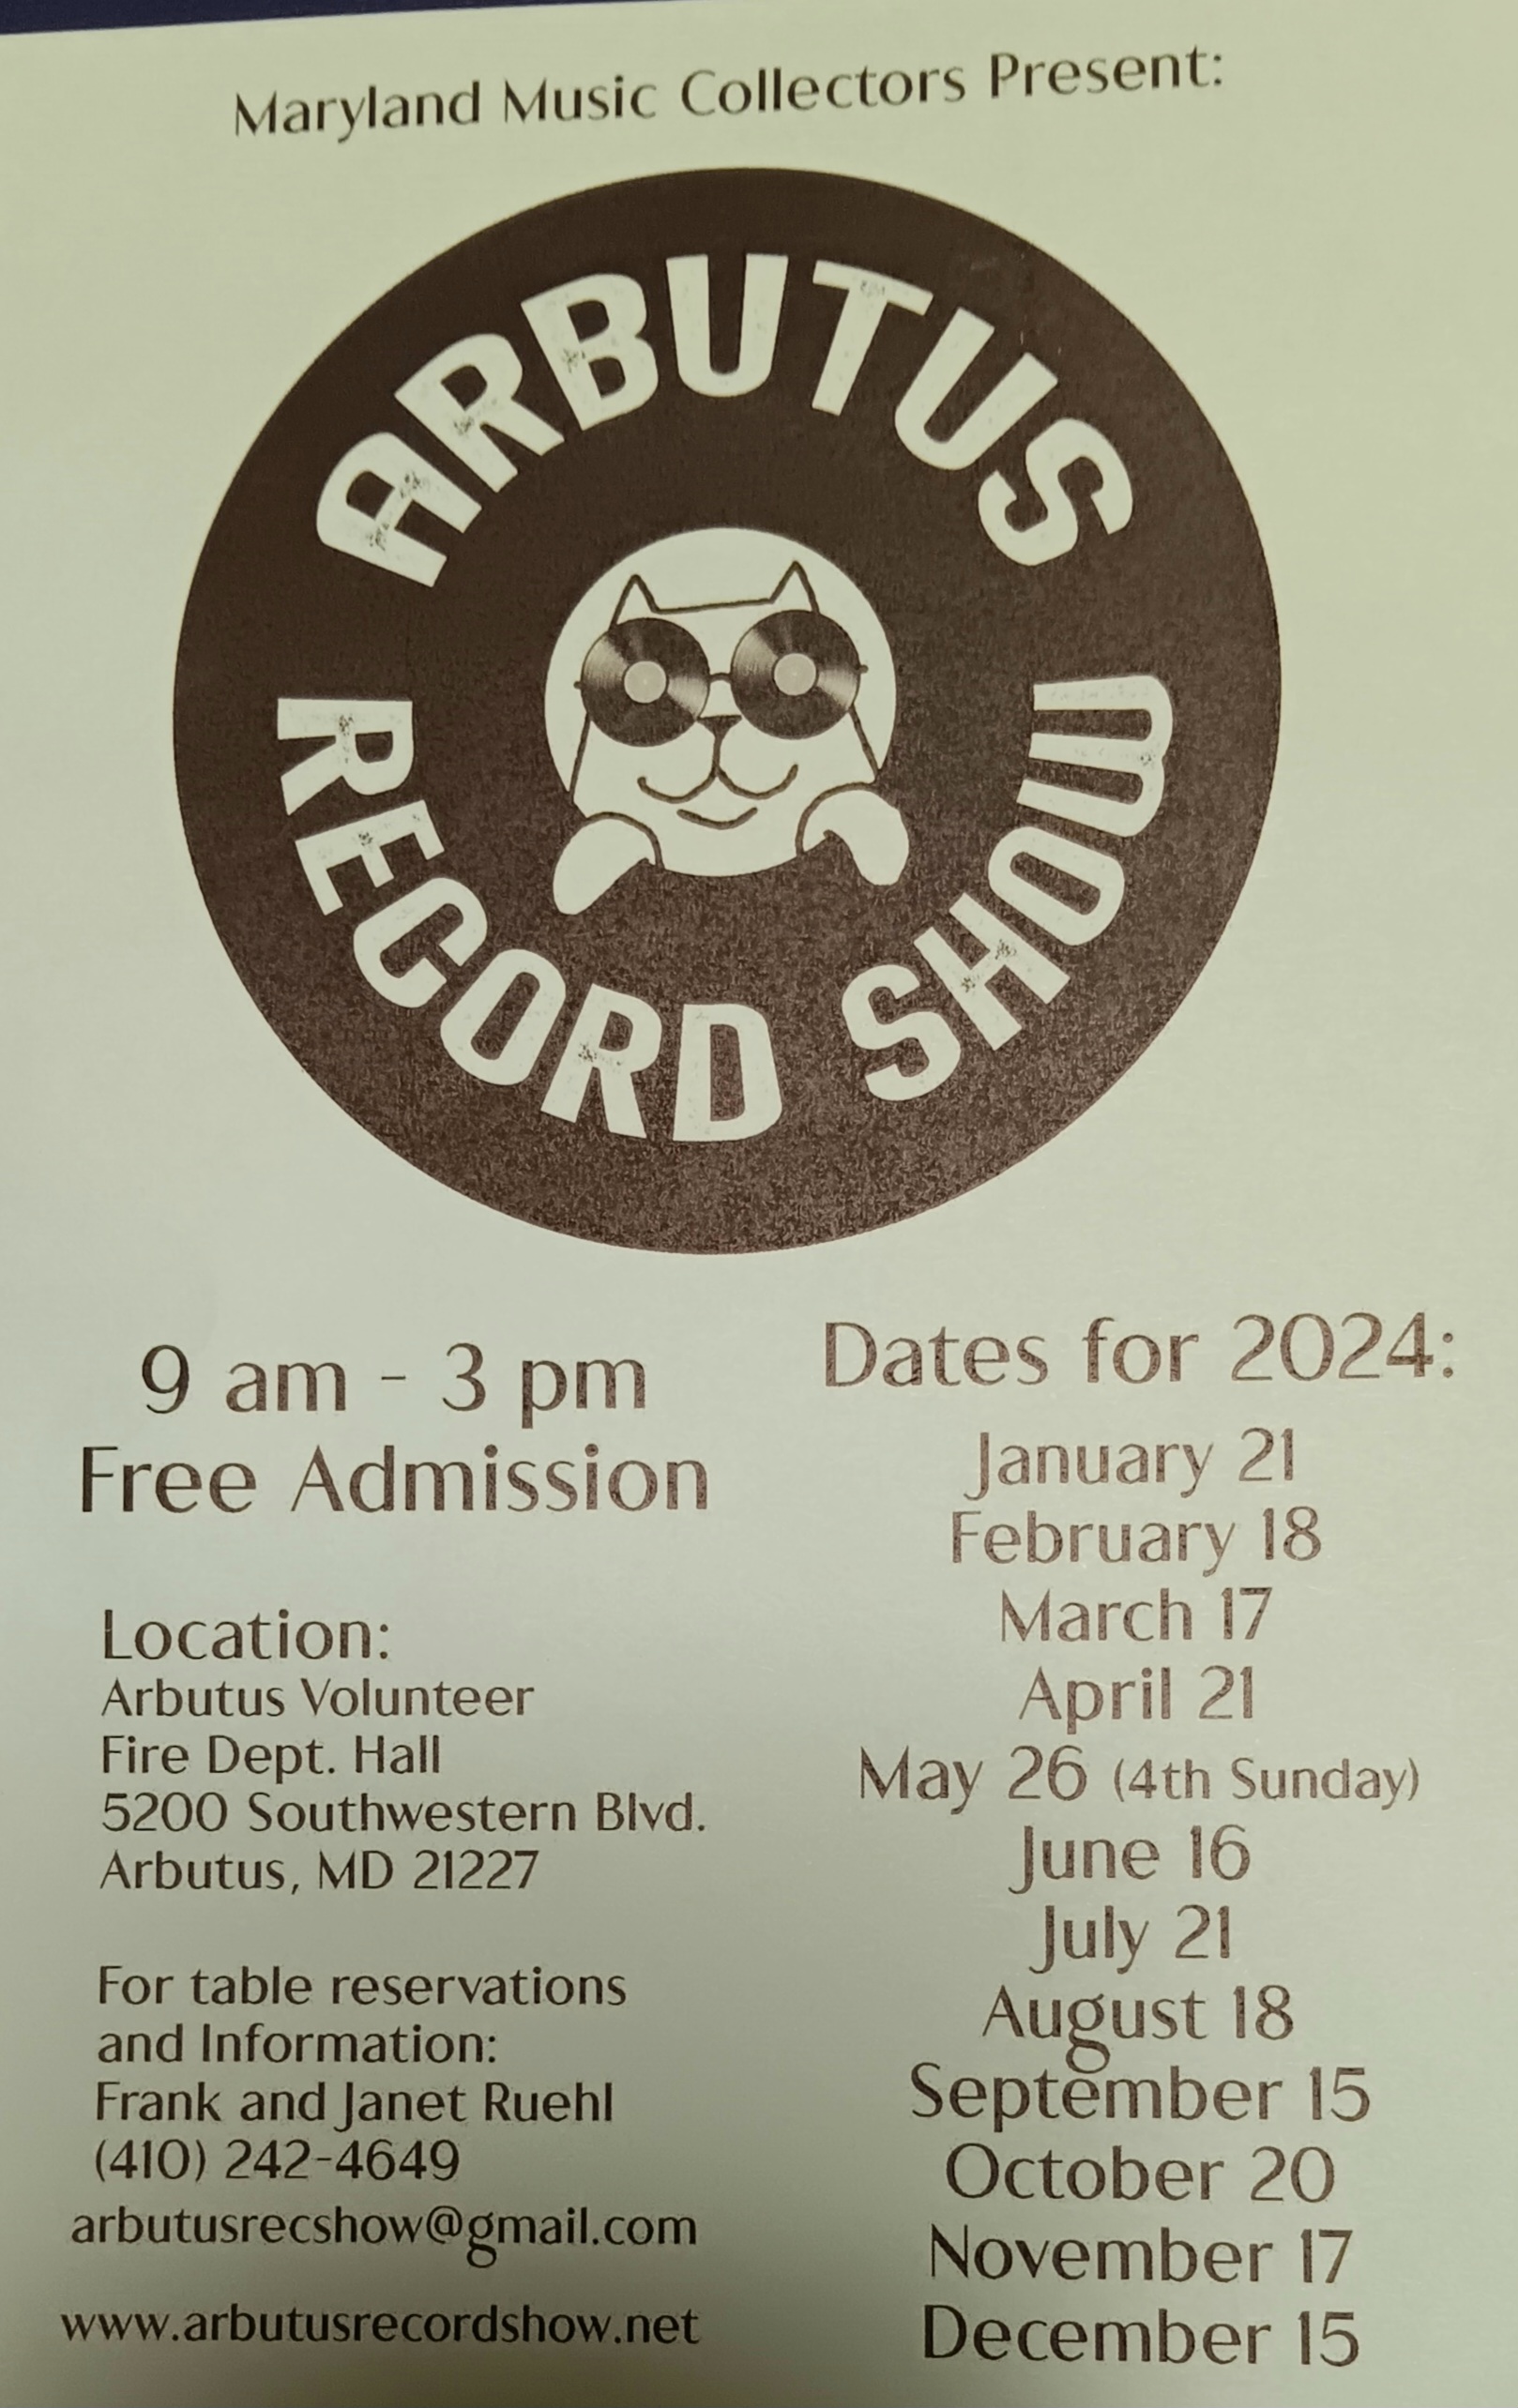 Maryland Music Collectors Present:
ARBUTUS
RECORD SHOW
9 am - 3 pm
Free Admission
Location:
Arbutus Volunteer
Fire Dept. Hall
5200 Southwestern Blvd.
Arbutus, MD 21227
For table reservations
and Information:
Frank and Janet Ruehl
(410) 242-4649
arbutusrecshow@gmail.com
www.arbutusrecordshow.net
Dates for 2024:
January 21
February 18
March 17
April 21
May 26 (4th Sunday)
June 16
July 21
August 18
September 15
October 20
November 17
December 15